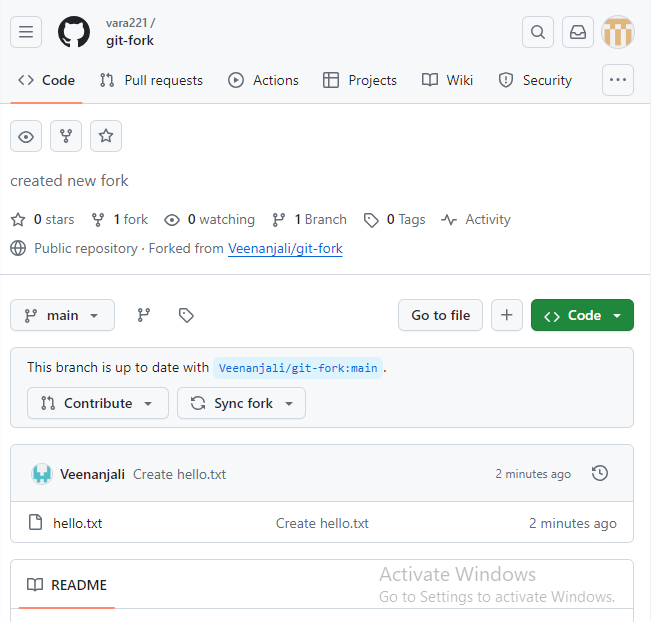 vara221 /
git-fork
Code Pull requests Actions Projects Wiki Security
created new fork
0 stars 1 fork 0 watching 1 Branch 0 Tags Activity
Public repository · Forked from Veenanjali/git-fork
main Go to file Code
This branch is up to date with Veenanjali/git-fork:main .
Contribute Sync fork
Veenanjali Create hello.txt 2 minutes ago
hello.txt Create hello.txt 2 minutes ago
README
Activate Windows
Go to Settings to activate Windows.